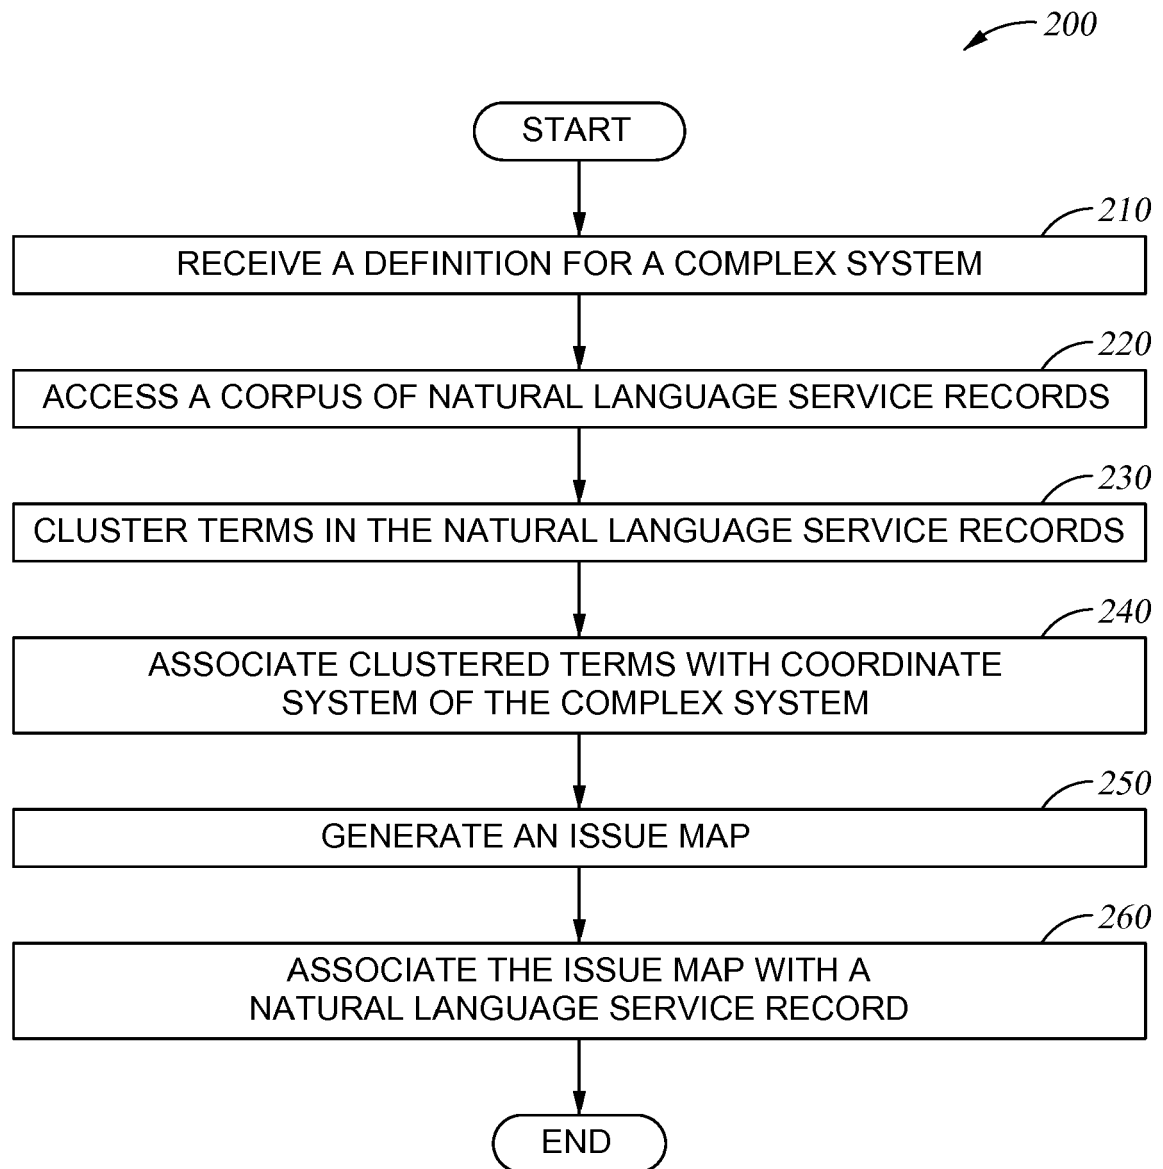 200
START
210
RECEIVE A DEFINITION FOR A COMPLEX SYSTEM
220
ACCESS A CORPUS OF NATURAL LANGUAGE SERVICE RECORDS
230
CLUSTER TERMS IN THE NATURAL LANGUAGE SERVICE RECORDS
240
ASSOCIATE CLUSTERED TERMS WITH COORDINATE
SYSTEM OF THE COMPLEX SYSTEM
250
GENERATE AN ISSUE MAP
260
ASSOCIATE THE ISSUE MAP WITH A
NATURAL LANGUAGE SERVICE RECORD
END